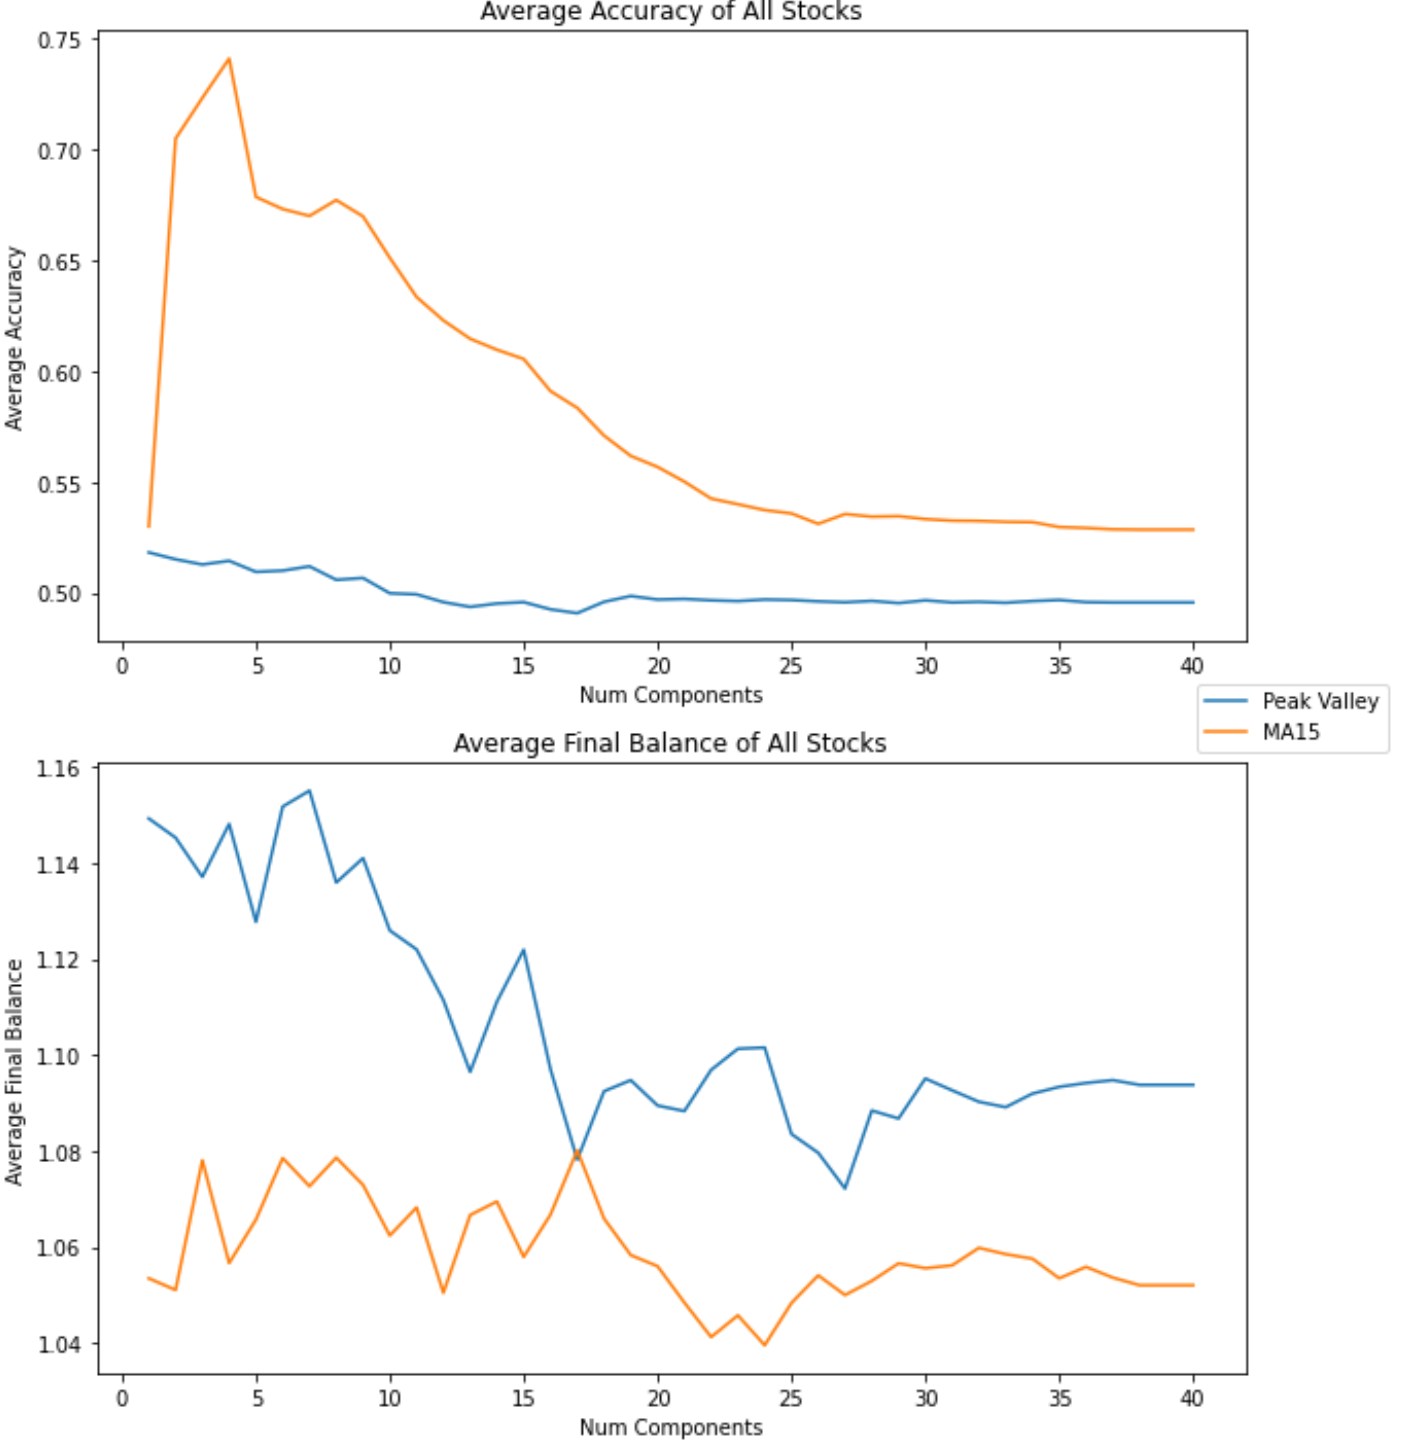 Average Accuracy of All Stocks
0.75
0.70
0.65
0.60
0.55
0.50
Average Accuracy
0 5 10 15 20 25 30 35 40
Num Components
Peak Valley
MA15
Average Final Balance of All Stocks
1.16
1.14
1.12
1.10
1.08
1.06
1.04
Average Final Balance
0 5 10 15 20 25 30 35 40
Num Components